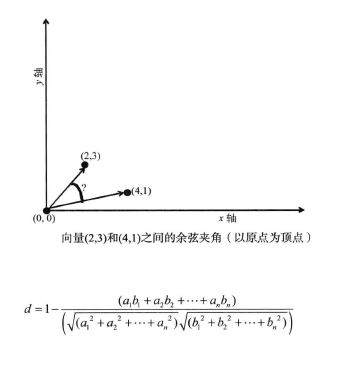 y 轴
(2,3)
?
(4,1)
(0, 0)
x 轴
向量(2,3)和(4,1)之间的余弦夹角（以原点为顶点）
d = 1 - (a₁b₁ + a₂b₂ + ··· + aₙbₙ) / (√(a₁² + a₂² + ··· + aₙ²) √(b₁² + b₂² + ··· + bₙ²))